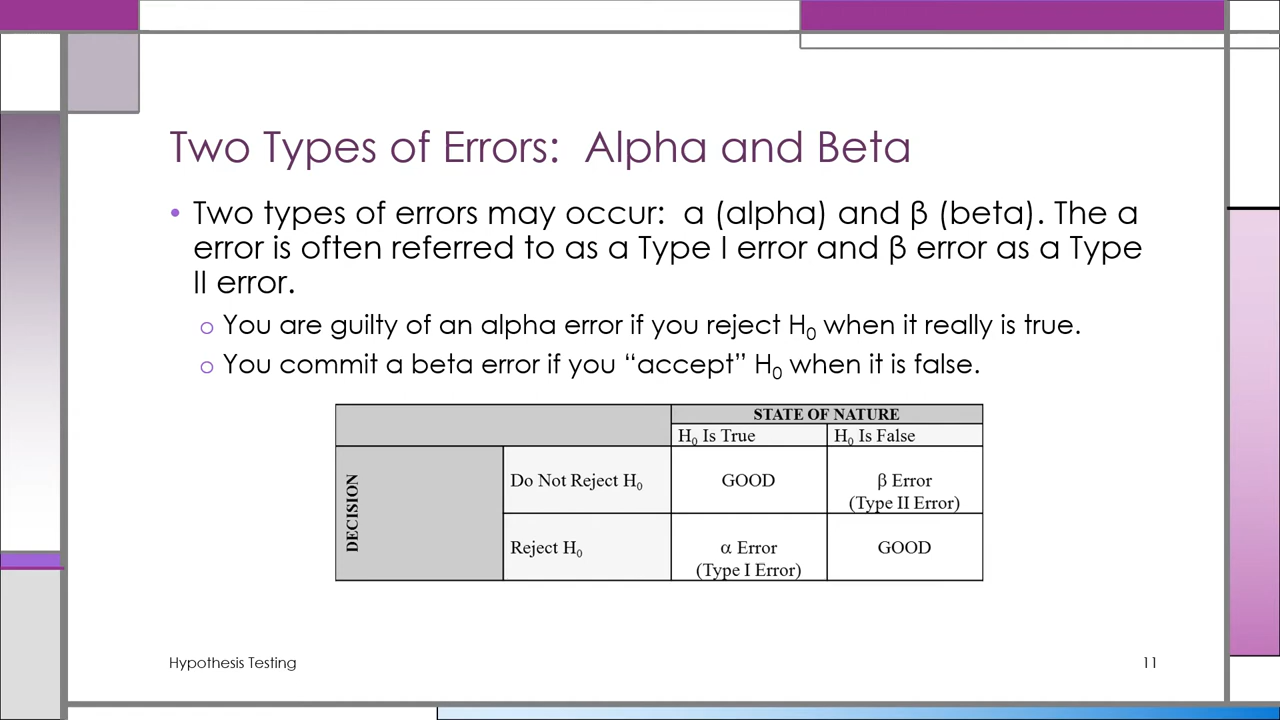 Two Types of Errors:  Alpha and Beta
• Two types of errors may occur:  α (alpha) and β (beta). The α
error is often referred to as a Type I error and β error as a Type
II error.
o You are guilty of an alpha error if you reject H₀ when it really is true.
o You commit a beta error if you “accept” H₀ when it is false.
STATE OF NATURE
H₀ Is True H₀ Is False
DECISION
Do Not Reject H₀ GOOD β Error
(Type II Error)
Reject H₀ α Error GOOD
(Type I Error)
Hypothesis Testing 11